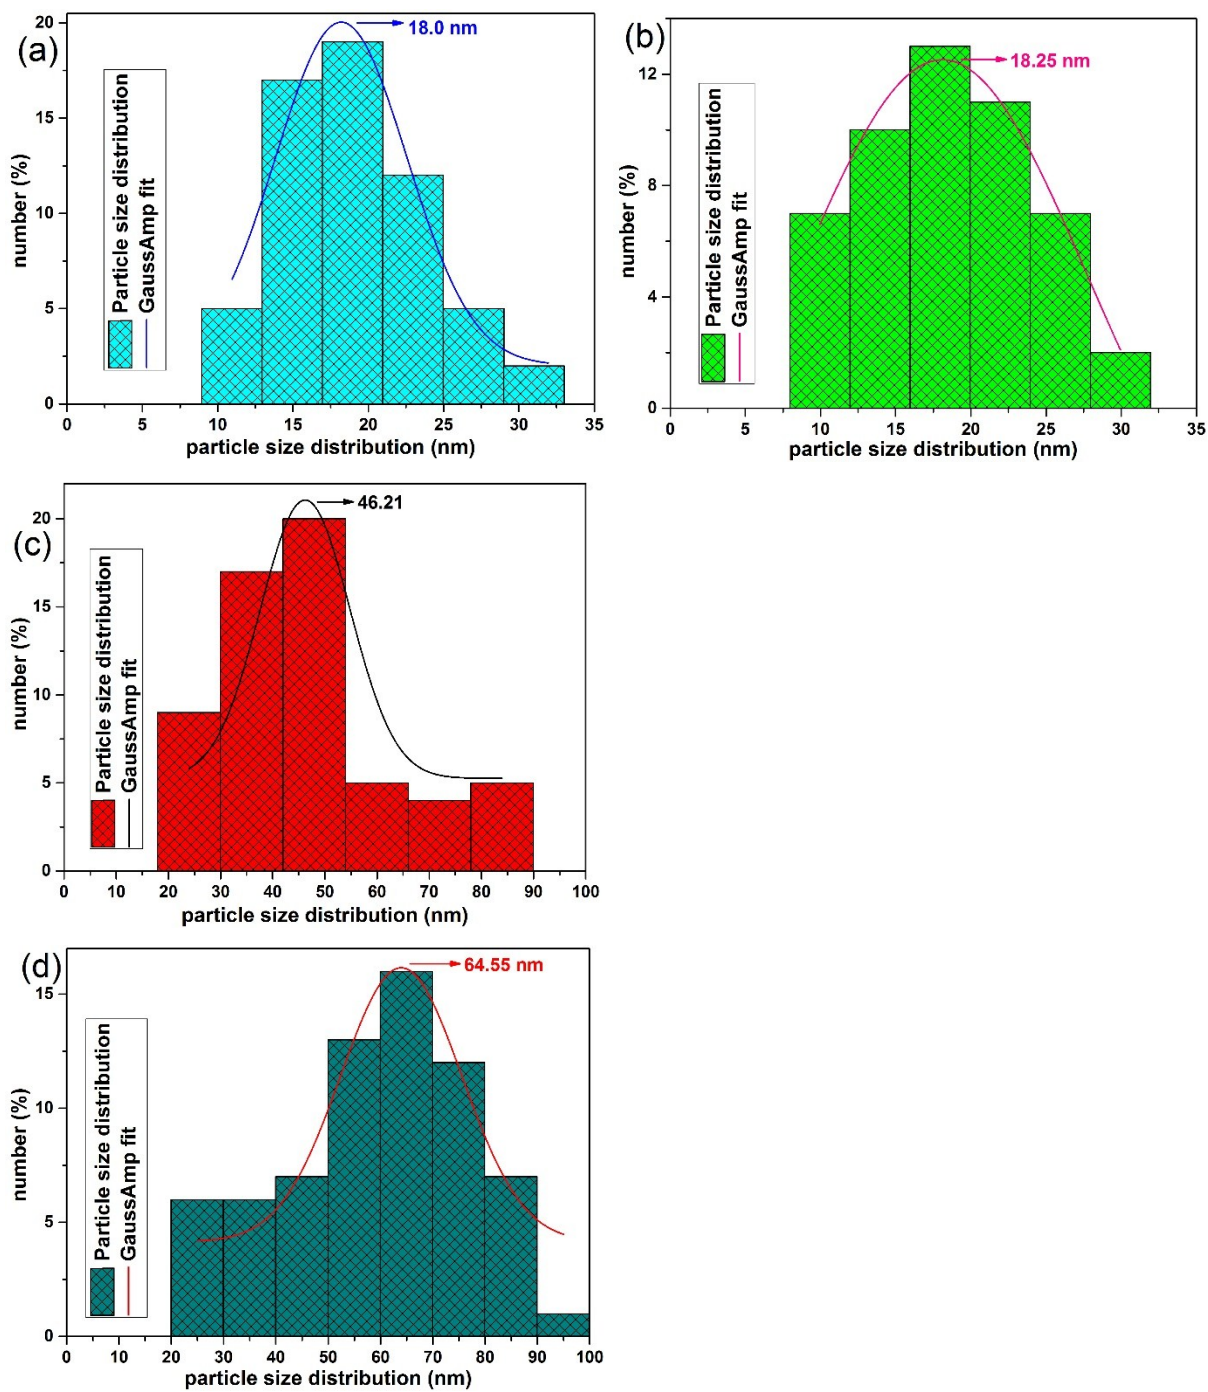 (a)
18.0 nm
20
15
10
5
0
number (%)
Particle size distribution
GaussAmp fit
0 5 10 15 20 25 30 35
particle size distribution (nm)
(b)
18.25 nm
12
8
4
0
number (%)
Particle size distribution
GaussAmp fit
0 5 10 15 20 25 30 35
particle size distribution (nm)
(c)
46.21
20
15
10
5
0
number (%)
Particle size distribution
GaussAmp fit
0 10 20 30 40 50 60 70 80 90 100
particle size distribution (nm)
(d)
64.55 nm
15
10
5
0
number (%)
Particle size distribution
GaussAmp fit
0 10 20 30 40 50 60 70 80 90 100
particle size distribution (nm)